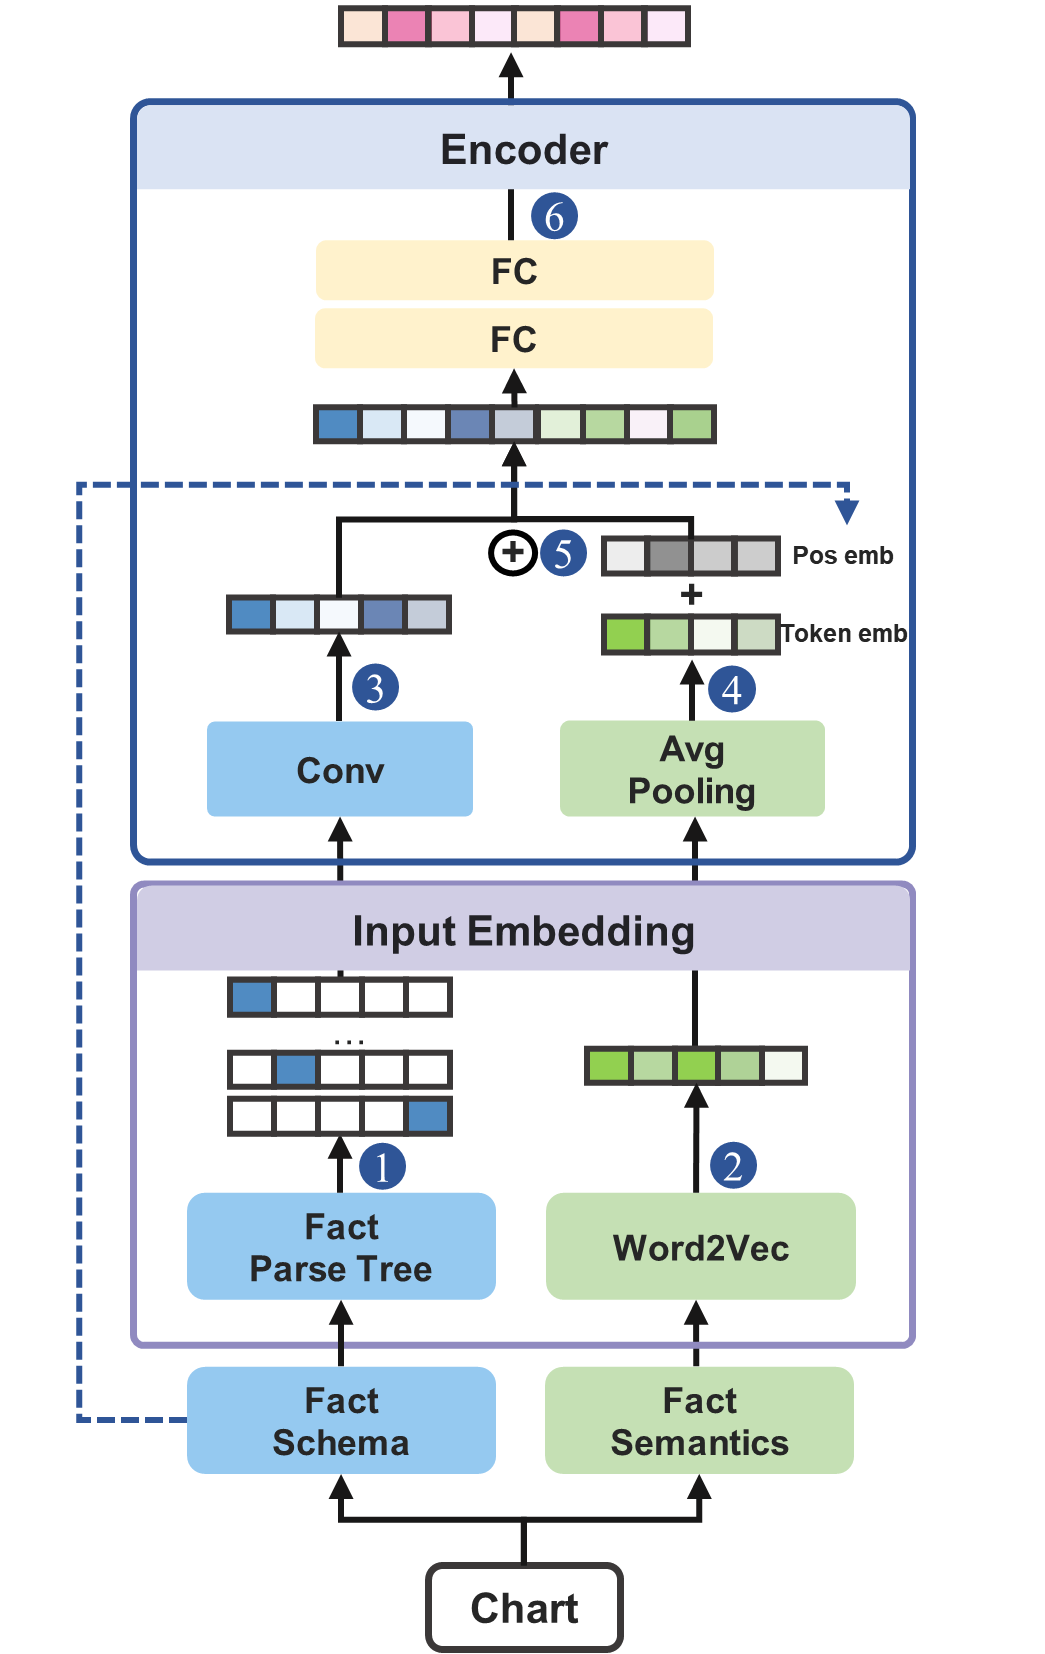 Encoder
6
FC
FC
+
5
Pos emb
+
Token emb
3
4
Conv
Avg
Pooling
Input Embedding
...
1
2
Fact
Parse Tree
Word2Vec
Fact
Schema
Fact
Semantics
Chart